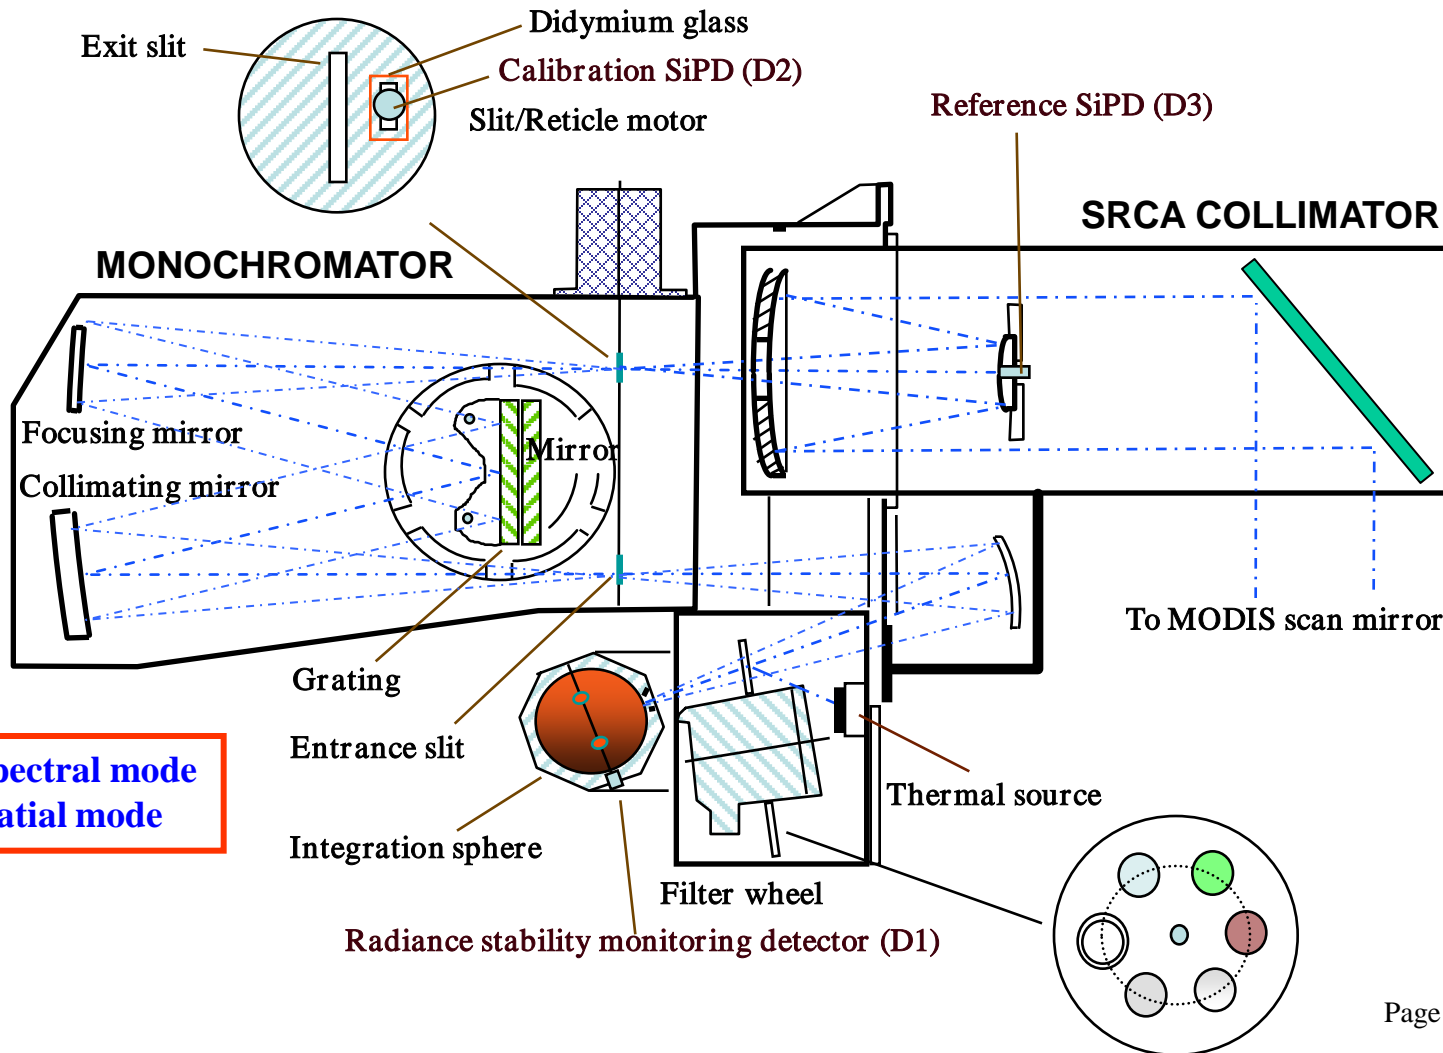 Didymium glass
Exit slit
Calibration SiPD (D2)
Reference SiPD (D3)
Slit/Reticle motor
SRCA COLLIMATOR
MONOCHROMATOR
Focusing mirror
Mirror
Collimating mirror
To MODIS scan mirror
Grating
Entrance slit
pectral mode
atial mode
Thermal source
Integration sphere
Filter wheel
Radiance stability monitoring detector (D1)
Page